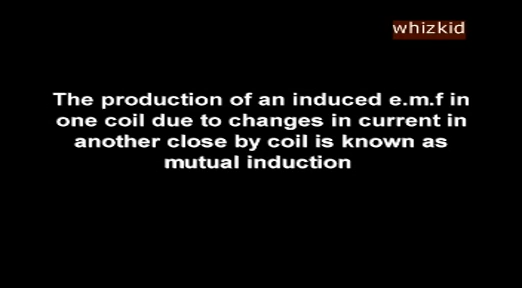 whizkid
The production of an induced e.m.f in
one coil due to changes in current in
another close by coil is known as
mutual induction